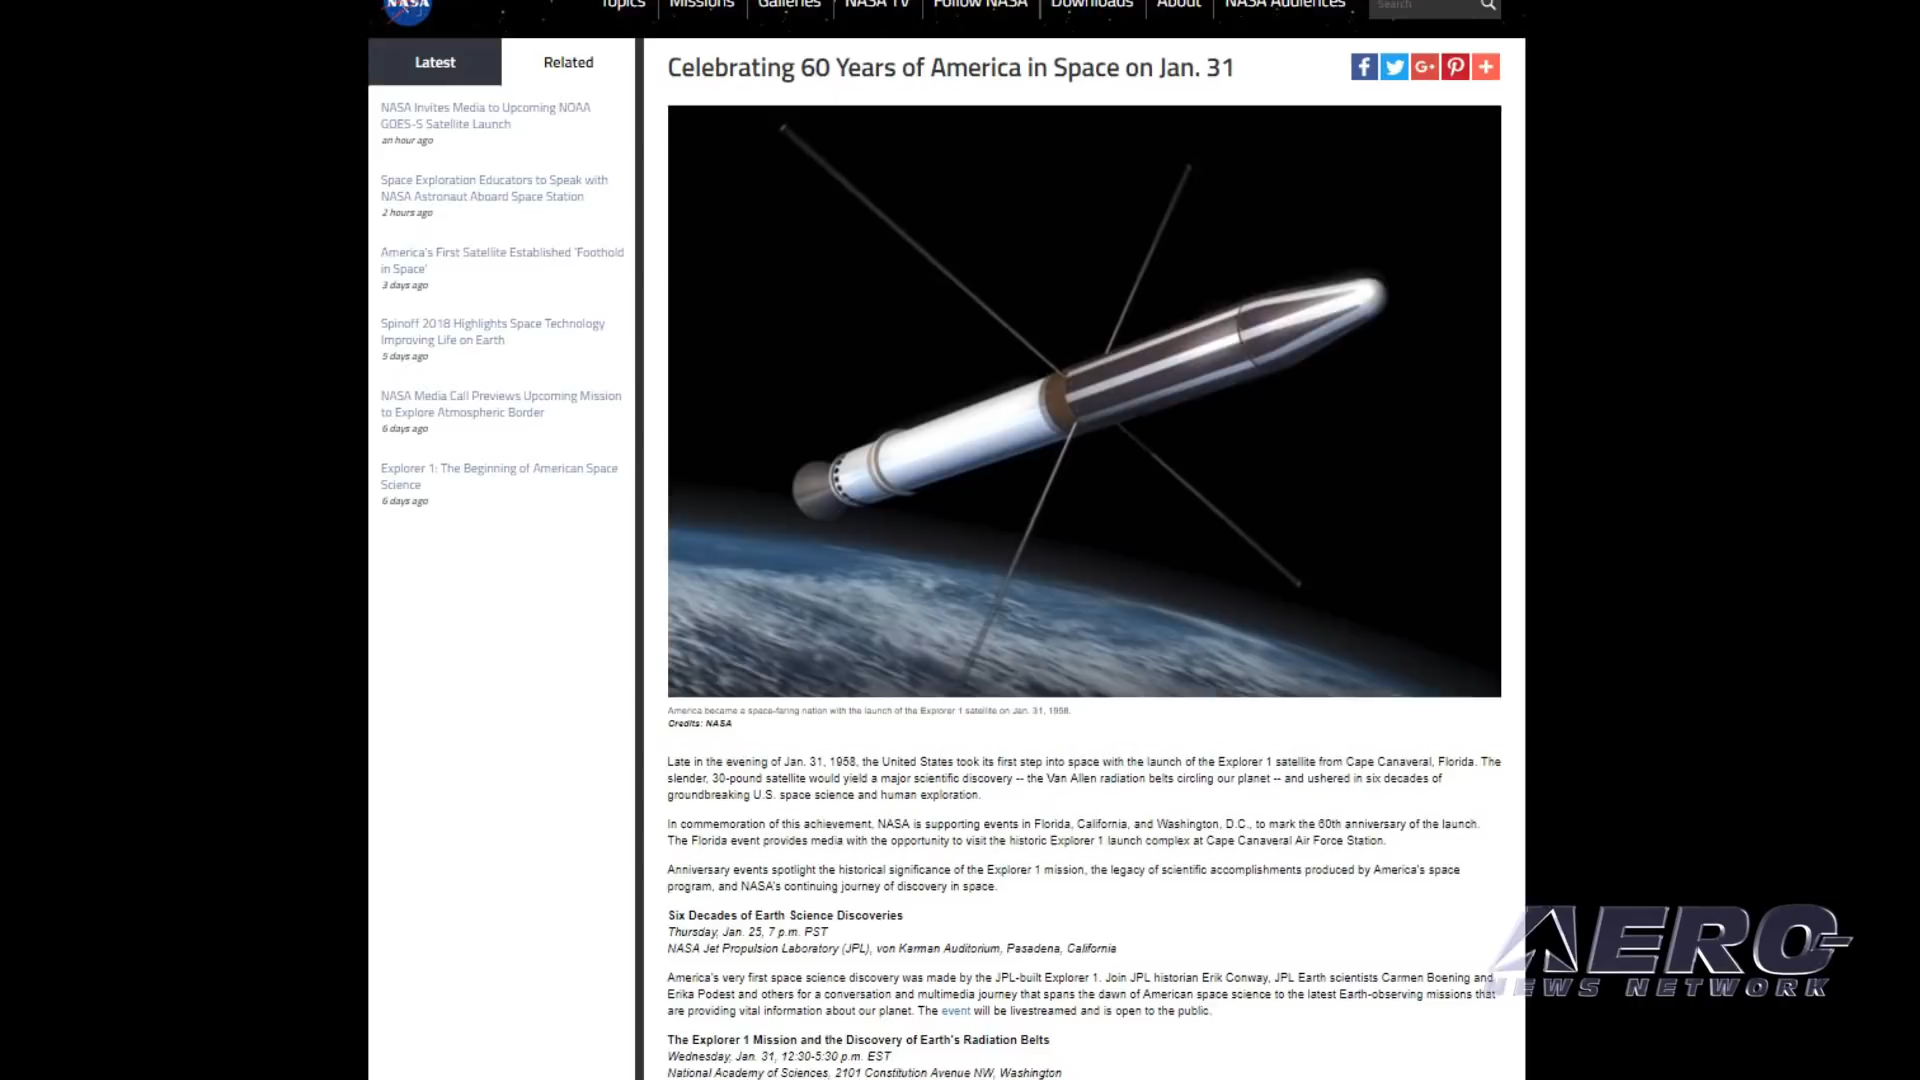 NASA
Topics
Missions
Galleries
NASA TV
Follow NASA
Downloads
About
NASA Audiences
Search
Latest
Related
NASA Invites Media to Upcoming NOAA
GOES-S Satellite Launch
an hour ago
Space Exploration Educators to Speak with
NASA Astronaut Aboard Space Station
2 hours ago
America's First Satellite Established 'Foothold
in Space'
3 days ago
Spinoff 2018 Highlights Space Technology
Improving Life on Earth
5 days ago
NASA Media Call Previews Upcoming Mission
to Explore Atmospheric Border
6 days ago
Explorer 1: The Beginning of American Space
Science
6 days ago
Celebrating 60 Years of America in Space on Jan. 31
America became a space-faring nation with the launch of the Explorer 1 satellite on Jan. 31, 1958.
Credits: NASA
Late in the evening of Jan. 31, 1958, the United States took its first step into space with the launch of the Explorer 1 satellite from Cape Canaveral, Florida. The
slender, 30-pound satellite would yield a major scientific discovery -- the Van Allen radiation belts circling our planet -- and ushered in six decades of
groundbreaking U.S. space science and human exploration.
In commemoration of this achievement, NASA is supporting events in Florida, California, and Washington, D.C., to mark the 60th anniversary of the launch.
The Florida event provides media with the opportunity to visit the historic Explorer 1 launch complex at Cape Canaveral Air Force Station.
Anniversary events spotlight the historical significance of the Explorer 1 mission, the legacy of scientific accomplishments produced by America's space
program, and NASA's continuing journey of discovery in space.
Six Decades of Earth Science Discoveries
Thursday, Jan. 25, 7 p.m. PST
NASA Jet Propulsion Laboratory (JPL), von Karman Auditorium, Pasadena, California
America's very first space science discovery was made by the JPL-built Explorer 1. Join JPL historian Erik Conway, JPL Earth scientists Carmen Boening and
Erika Podest and others for a conversation and multimedia journey that spans the dawn of American space science to the latest Earth-observing missions that
are providing vital information about our planet. The event will be livestreamed and is open to the public.
The Explorer 1 Mission and the Discovery of Earth's Radiation Belts
Wednesday, Jan. 31, 12:30-5:30 p.m. EST
National Academy of Sciences, 2101 Constitution Avenue NW, Washington
AERO-
NEWS NETWORK